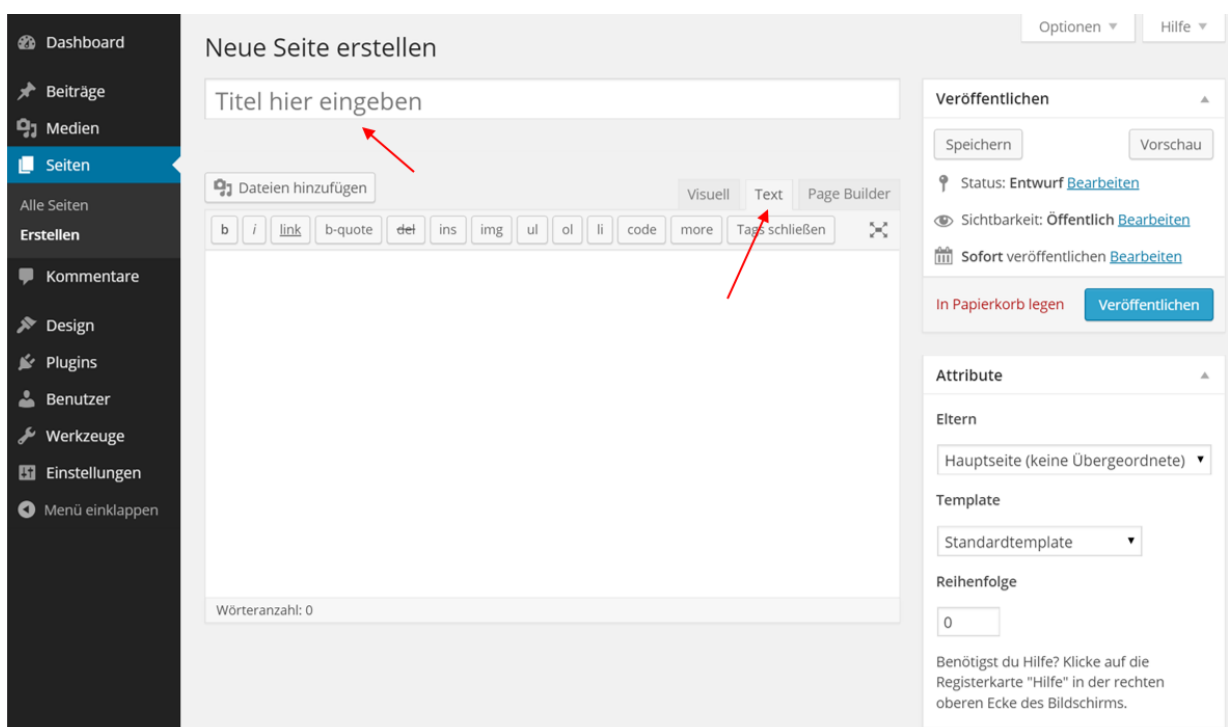 Optionen
Hilfe
Dashboard
Beiträge
Medien
Seiten
Alle Seiten
Erstellen
Kommentare
Design
Plugins
Benutzer
Werkzeuge
Einstellungen
Menü einklappen
Neue Seite erstellen
Titel hier eingeben
Dateien hinzufügen
Visuell Text Page Builder
b i link b-quote del ins img ul ol li code more Tags schließen
Wörteranzahl: 0
Veröffentlichen
Speichern Vorschau
Status: Entwurf Bearbeiten
Sichtbarkeit: Öffentlich Bearbeiten
Sofort veröffentlichen Bearbeiten
In Papierkorb legen Veröffentlichen
Attribute
Eltern
Hauptseite (keine Übergeordnete)
Template
Standardtemplate
Reihenfolge
0
Benötigst du Hilfe? Klicke auf die
Registerkarte "Hilfe" in der rechten
oberen Ecke des Bildschirms.